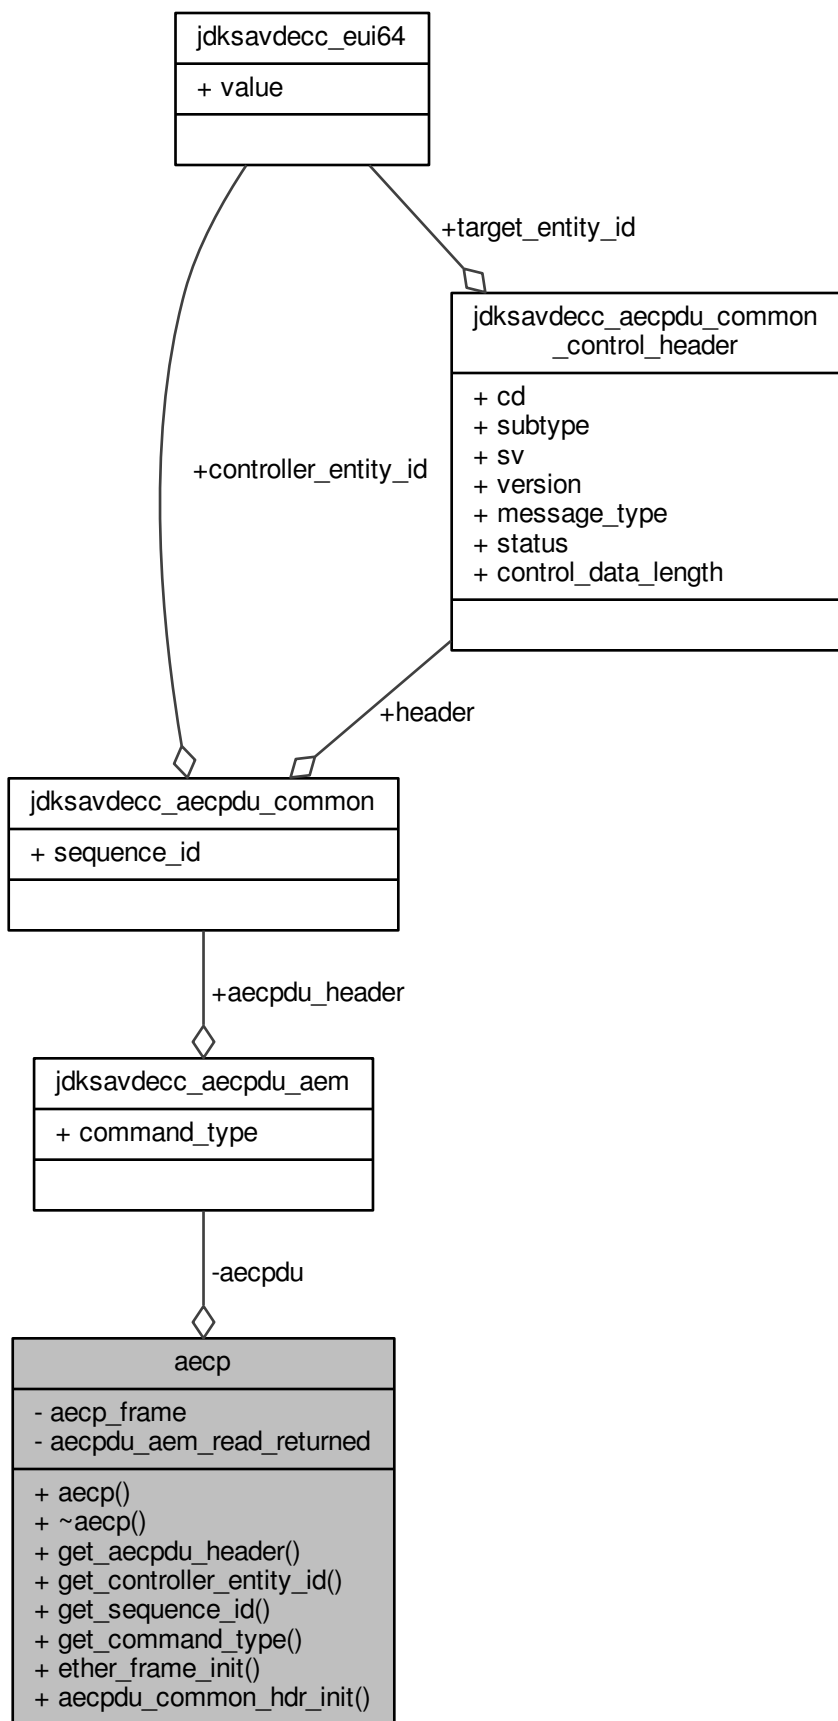 jdksavdecc_eui64
+ value
+target_entity_id
jdksavdecc_aecpdu_common
_control_header
+ cd
+ subtype
+ sv
+ version
+ message_type
+ status
+ control_data_length
+controller_entity_id
+header
jdksavdecc_aecpdu_common
+ sequence_id
+aecpdu_header
jdksavdecc_aecpdu_aem
+ command_type
-aecpdu
aecp
- aecp_frame
- aecpdu_aem_read_returned
+ aecp()
+ ~aecp()
+ get_aecpdu_header()
+ get_controller_entity_id()
+ get_sequence_id()
+ get_command_type()
+ ether_frame_init()
+ aecpdu_common_hdr_init()